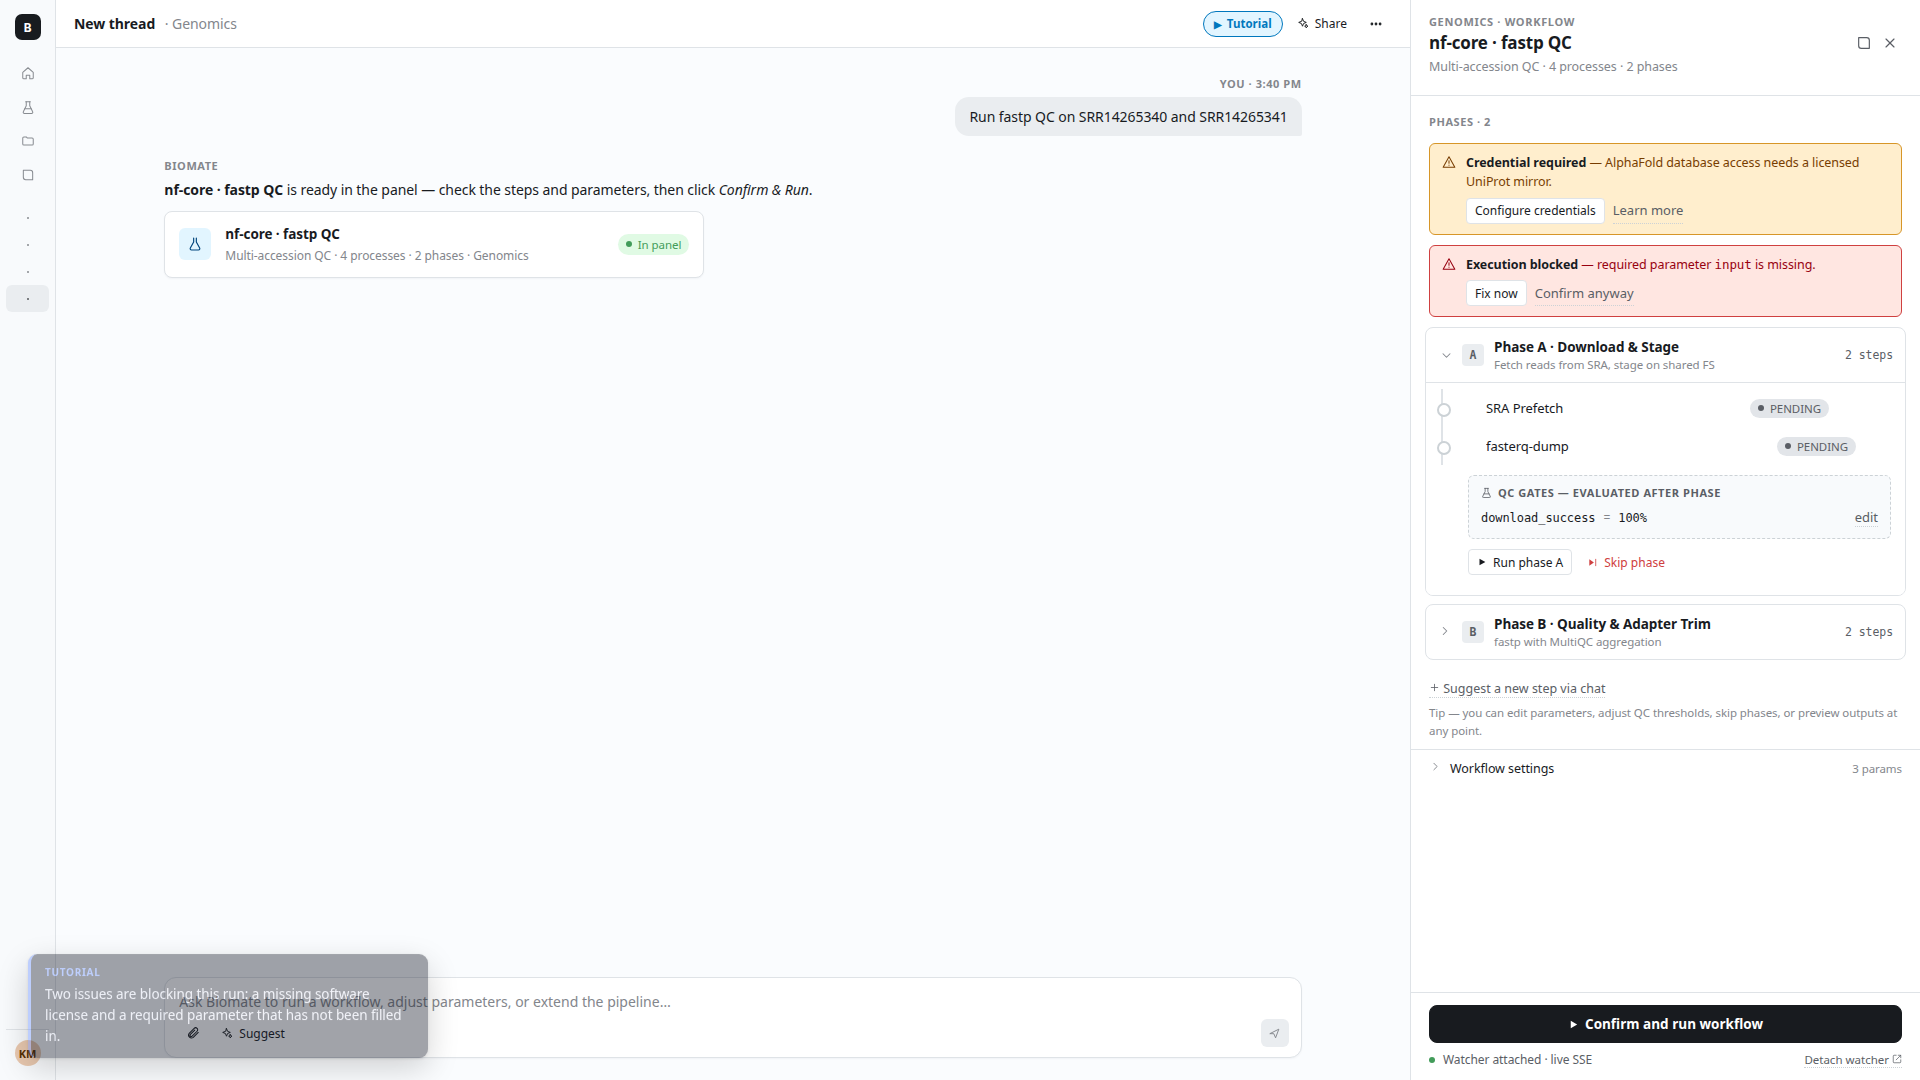 B
New thread · Genomics
▶ Tutorial
Share
YOU · 3:40 PM
Run fastp QC on SRR14265340 and SRR14265341
BIOMATE
nf-core · fastp QC is ready in the panel — check the steps and parameters, then click Confirm & Run.
nf-core · fastp QC
Multi-accession QC · 4 processes · 2 phases · Genomics
In panel
TUTORIAL
Two issues are blocking this run: a missing software
license and a required parameter that has not been filled
in.
Ask Biomate to run a workflow, adjust parameters, or extend the pipeline...
Suggest
KM
GENOMICS · WORKFLOW
nf-core · fastp QC
Multi-accession QC · 4 processes · 2 phases
PHASES · 2
Credential required — AlphaFold database access needs a licensed
UniProt mirror.
Configure credentials
Learn more
Execution blocked — required parameter input is missing.
Fix now
Confirm anyway
A
Phase A · Download & Stage
Fetch reads from SRA, stage on shared FS
2 steps
SRA Prefetch
PENDING
fasterq-dump
PENDING
QC GATES — EVALUATED AFTER PHASE
download_success = 100%
edit
Run phase A
Skip phase
B
Phase B · Quality & Adapter Trim
fastp with MultiQC aggregation
2 steps
+ Suggest a new step via chat
Tip — you can edit parameters, adjust QC thresholds, skip phases, or preview outputs at
any point.
Workflow settings
3 params
Confirm and run workflow
Watcher attached · live SSE
Detach watcher